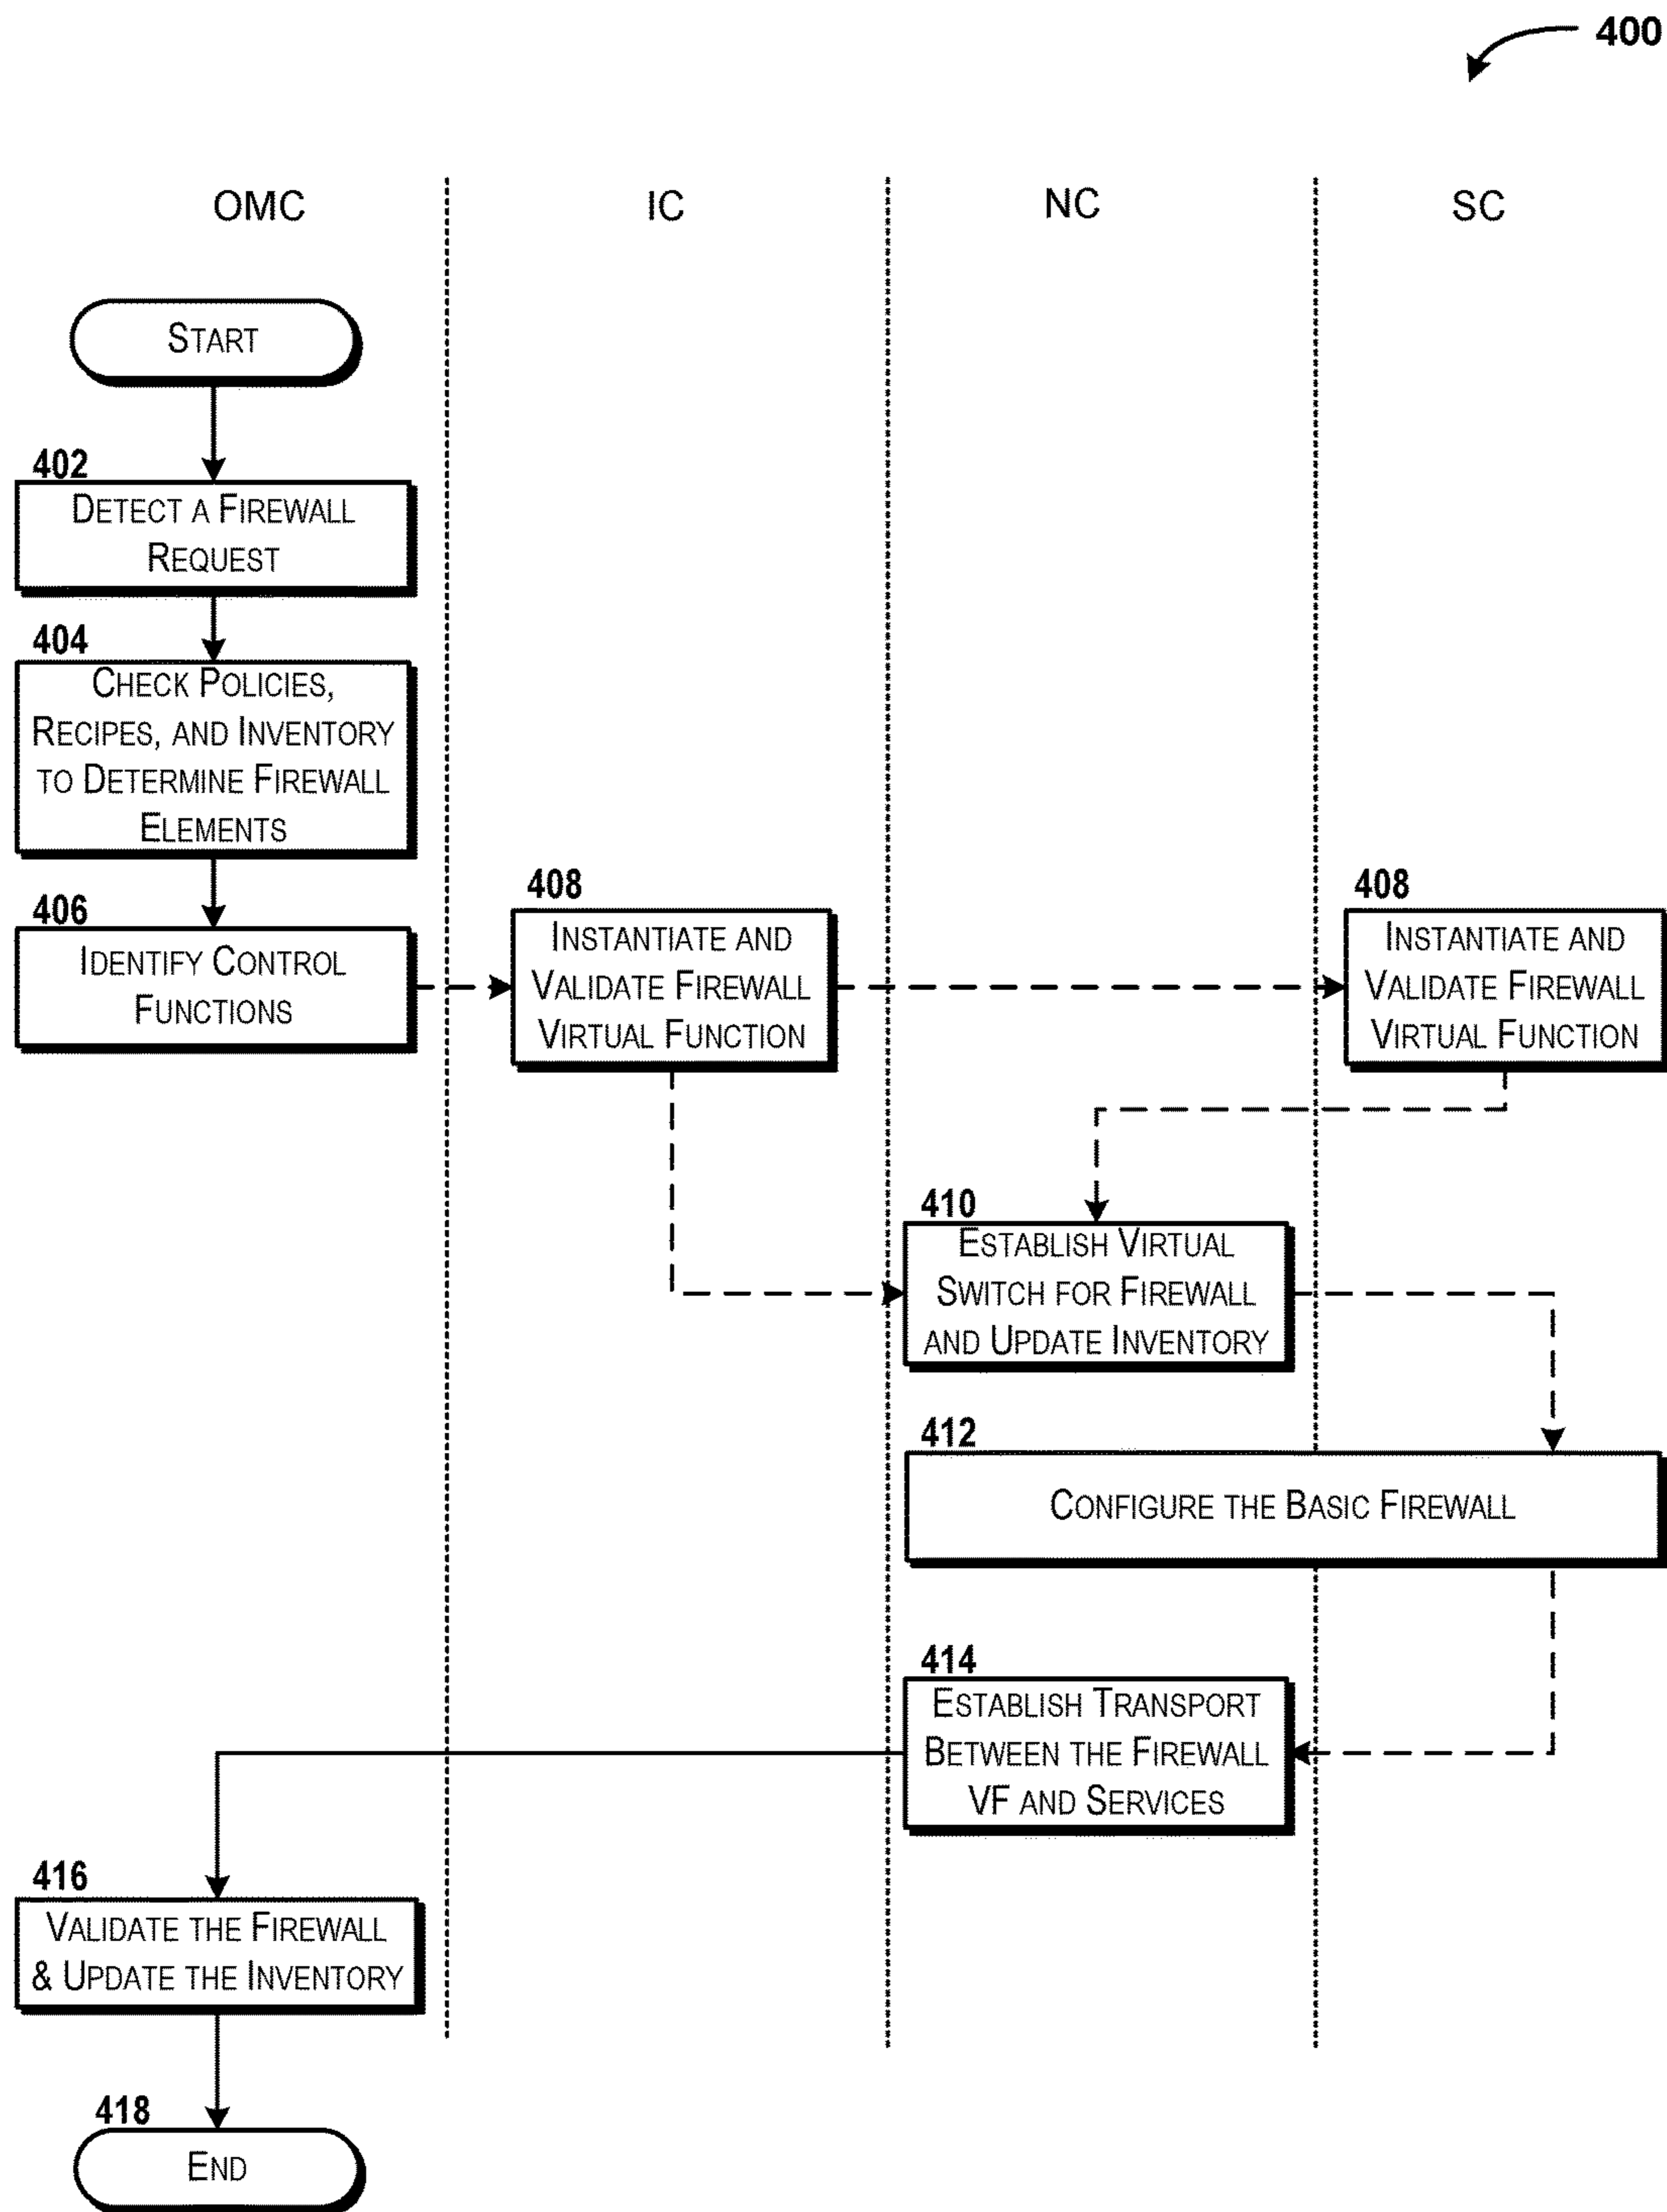 400
OMC
IC
NC
SC
START
402
DETECT A FIREWALL
REQUEST
404
CHECK POLICIES,
RECIPES, AND INVENTORY
TO DETERMINE FIREWALL
ELEMENTS
406
IDENTIFY CONTROL
FUNCTIONS
408
INSTANTIATE AND
VALIDATE FIREWALL
VIRTUAL FUNCTION
408
INSTANTIATE AND
VALIDATE FIREWALL
VIRTUAL FUNCTION
410
ESTABLISH VIRTUAL
SWITCH FOR FIREWALL
AND UPDATE INVENTORY
412
CONFIGURE THE BASIC FIREWALL
414
ESTABLISH TRANSPORT
BETWEEN THE FIREWALL
VF AND SERVICES
416
VALIDATE THE FIREWALL
& UPDATE THE INVENTORY
418
END